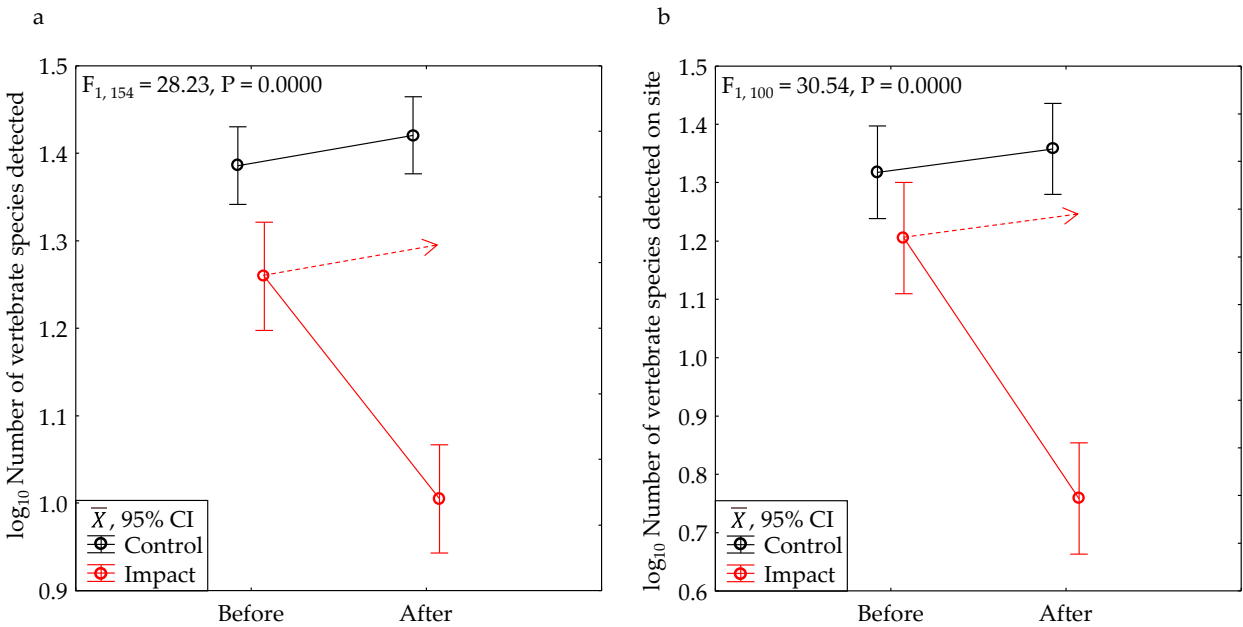 a
log10 Number of vertebrate species detected
F1, 154 = 28.23, P = 0.0000
1.5
1.4
1.3
1.2
1.1
1.0
0.9
X̅, 95% CI
Control
Impact
Before After
b
log10 Number of vertebrate species detected on site
F1, 100 = 30.54, P = 0.0000
1.5
1.4
1.3
1.2
1.1
1.0
0.9
0.8
0.7
0.6
X̅, 95% CI
Control
Impact
Before After